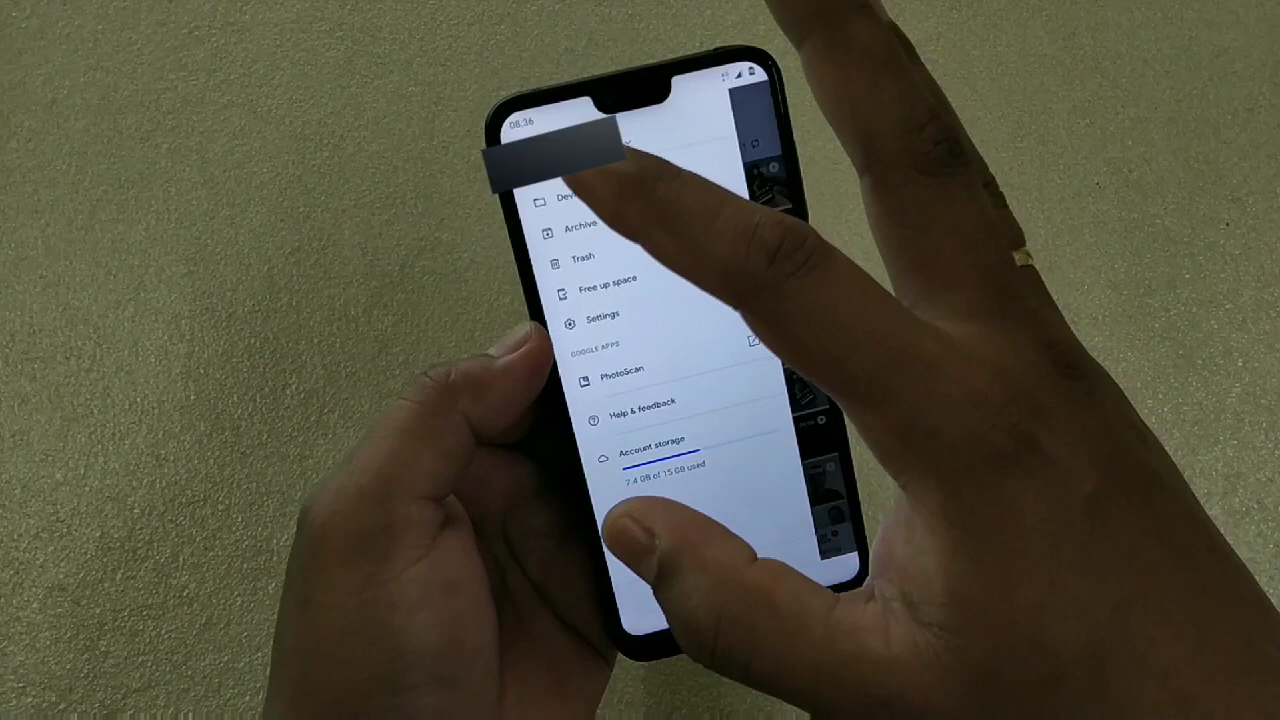 08:36
Archive
Trash
Free up space
Settings
GOOGLE APPS
PhotoScan
Help & feedback
Account storage
7.4 GB of 15 GB used